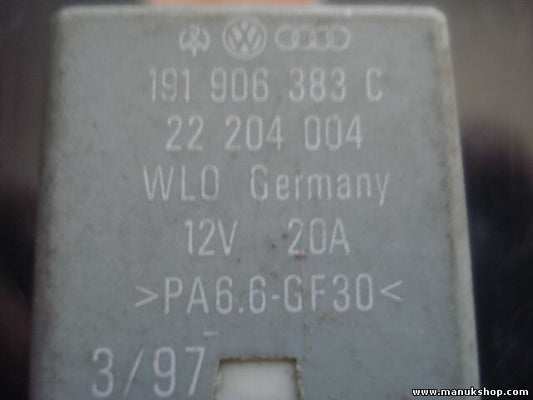 191 906 383 C
22 204 004
WLO Germany
12V 20A
>PA6.6-GF30<
3/97
www.manukshop.com